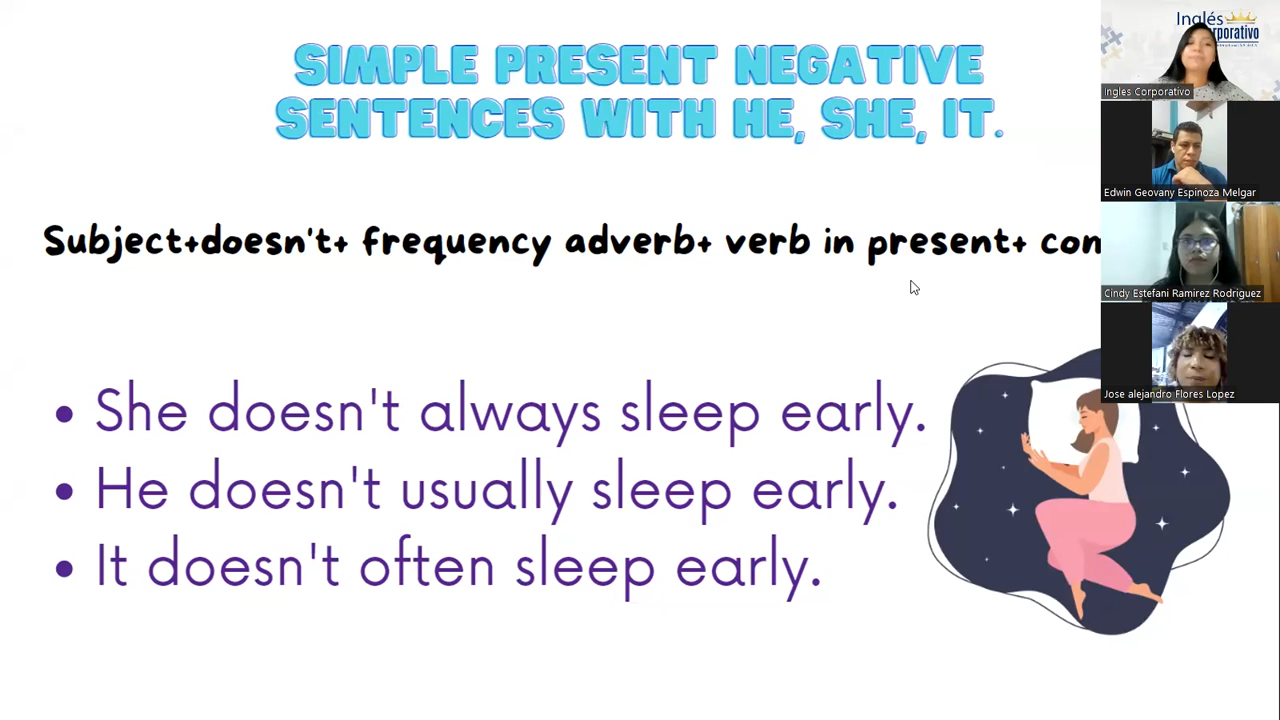 SIMPLE PRESENT NEGATIVE
SENTENCES WITH HE, SHE, IT.
Subject+doesn't+ frequency adverb+ verb in present+ con
• She doesn't always sleep early.
• He doesn't usually sleep early.
• It doesn't often sleep early.
Inglés
Corporativo
Ingles Corporativo
Edwin Geovany Espinoza Melgar
Cindy Estefani Ramirez Rodriguez
Jose alejandro Flores Lopez